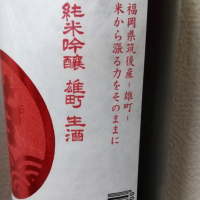 福岡県筑後産－雄町－
米から漲る力をそのままに
純米吟醸 雄町 生酒